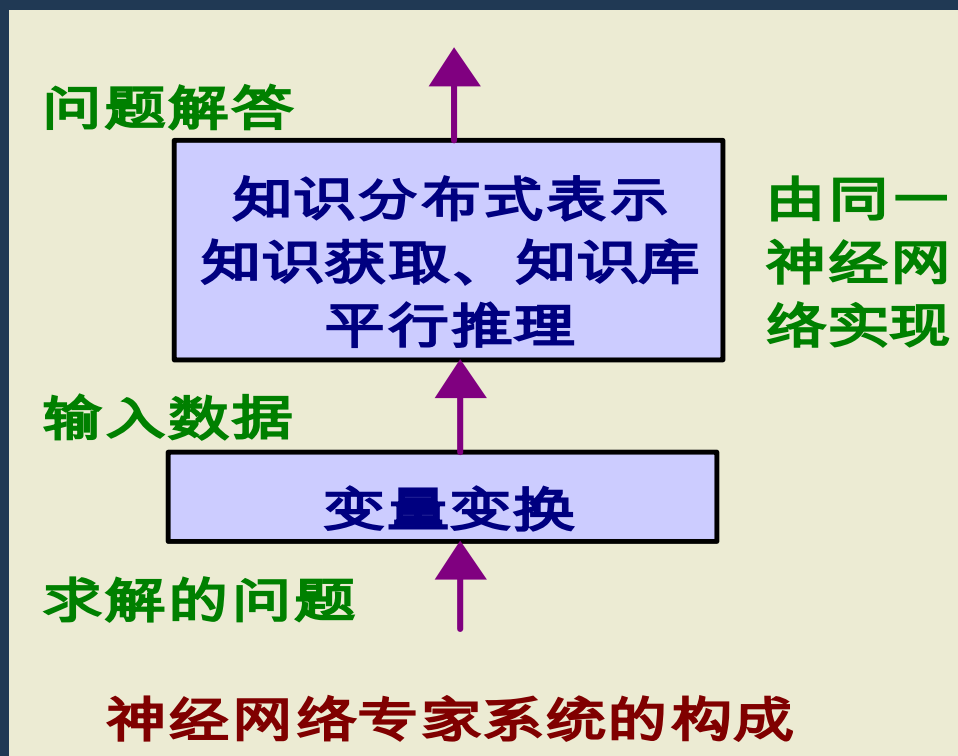 问题解答
知识分布式表示
知识获取、知识库
平行推理
由同一
神经网
络实现
输入数据
变量变换
求解的问题
神经网络专家系统的构成